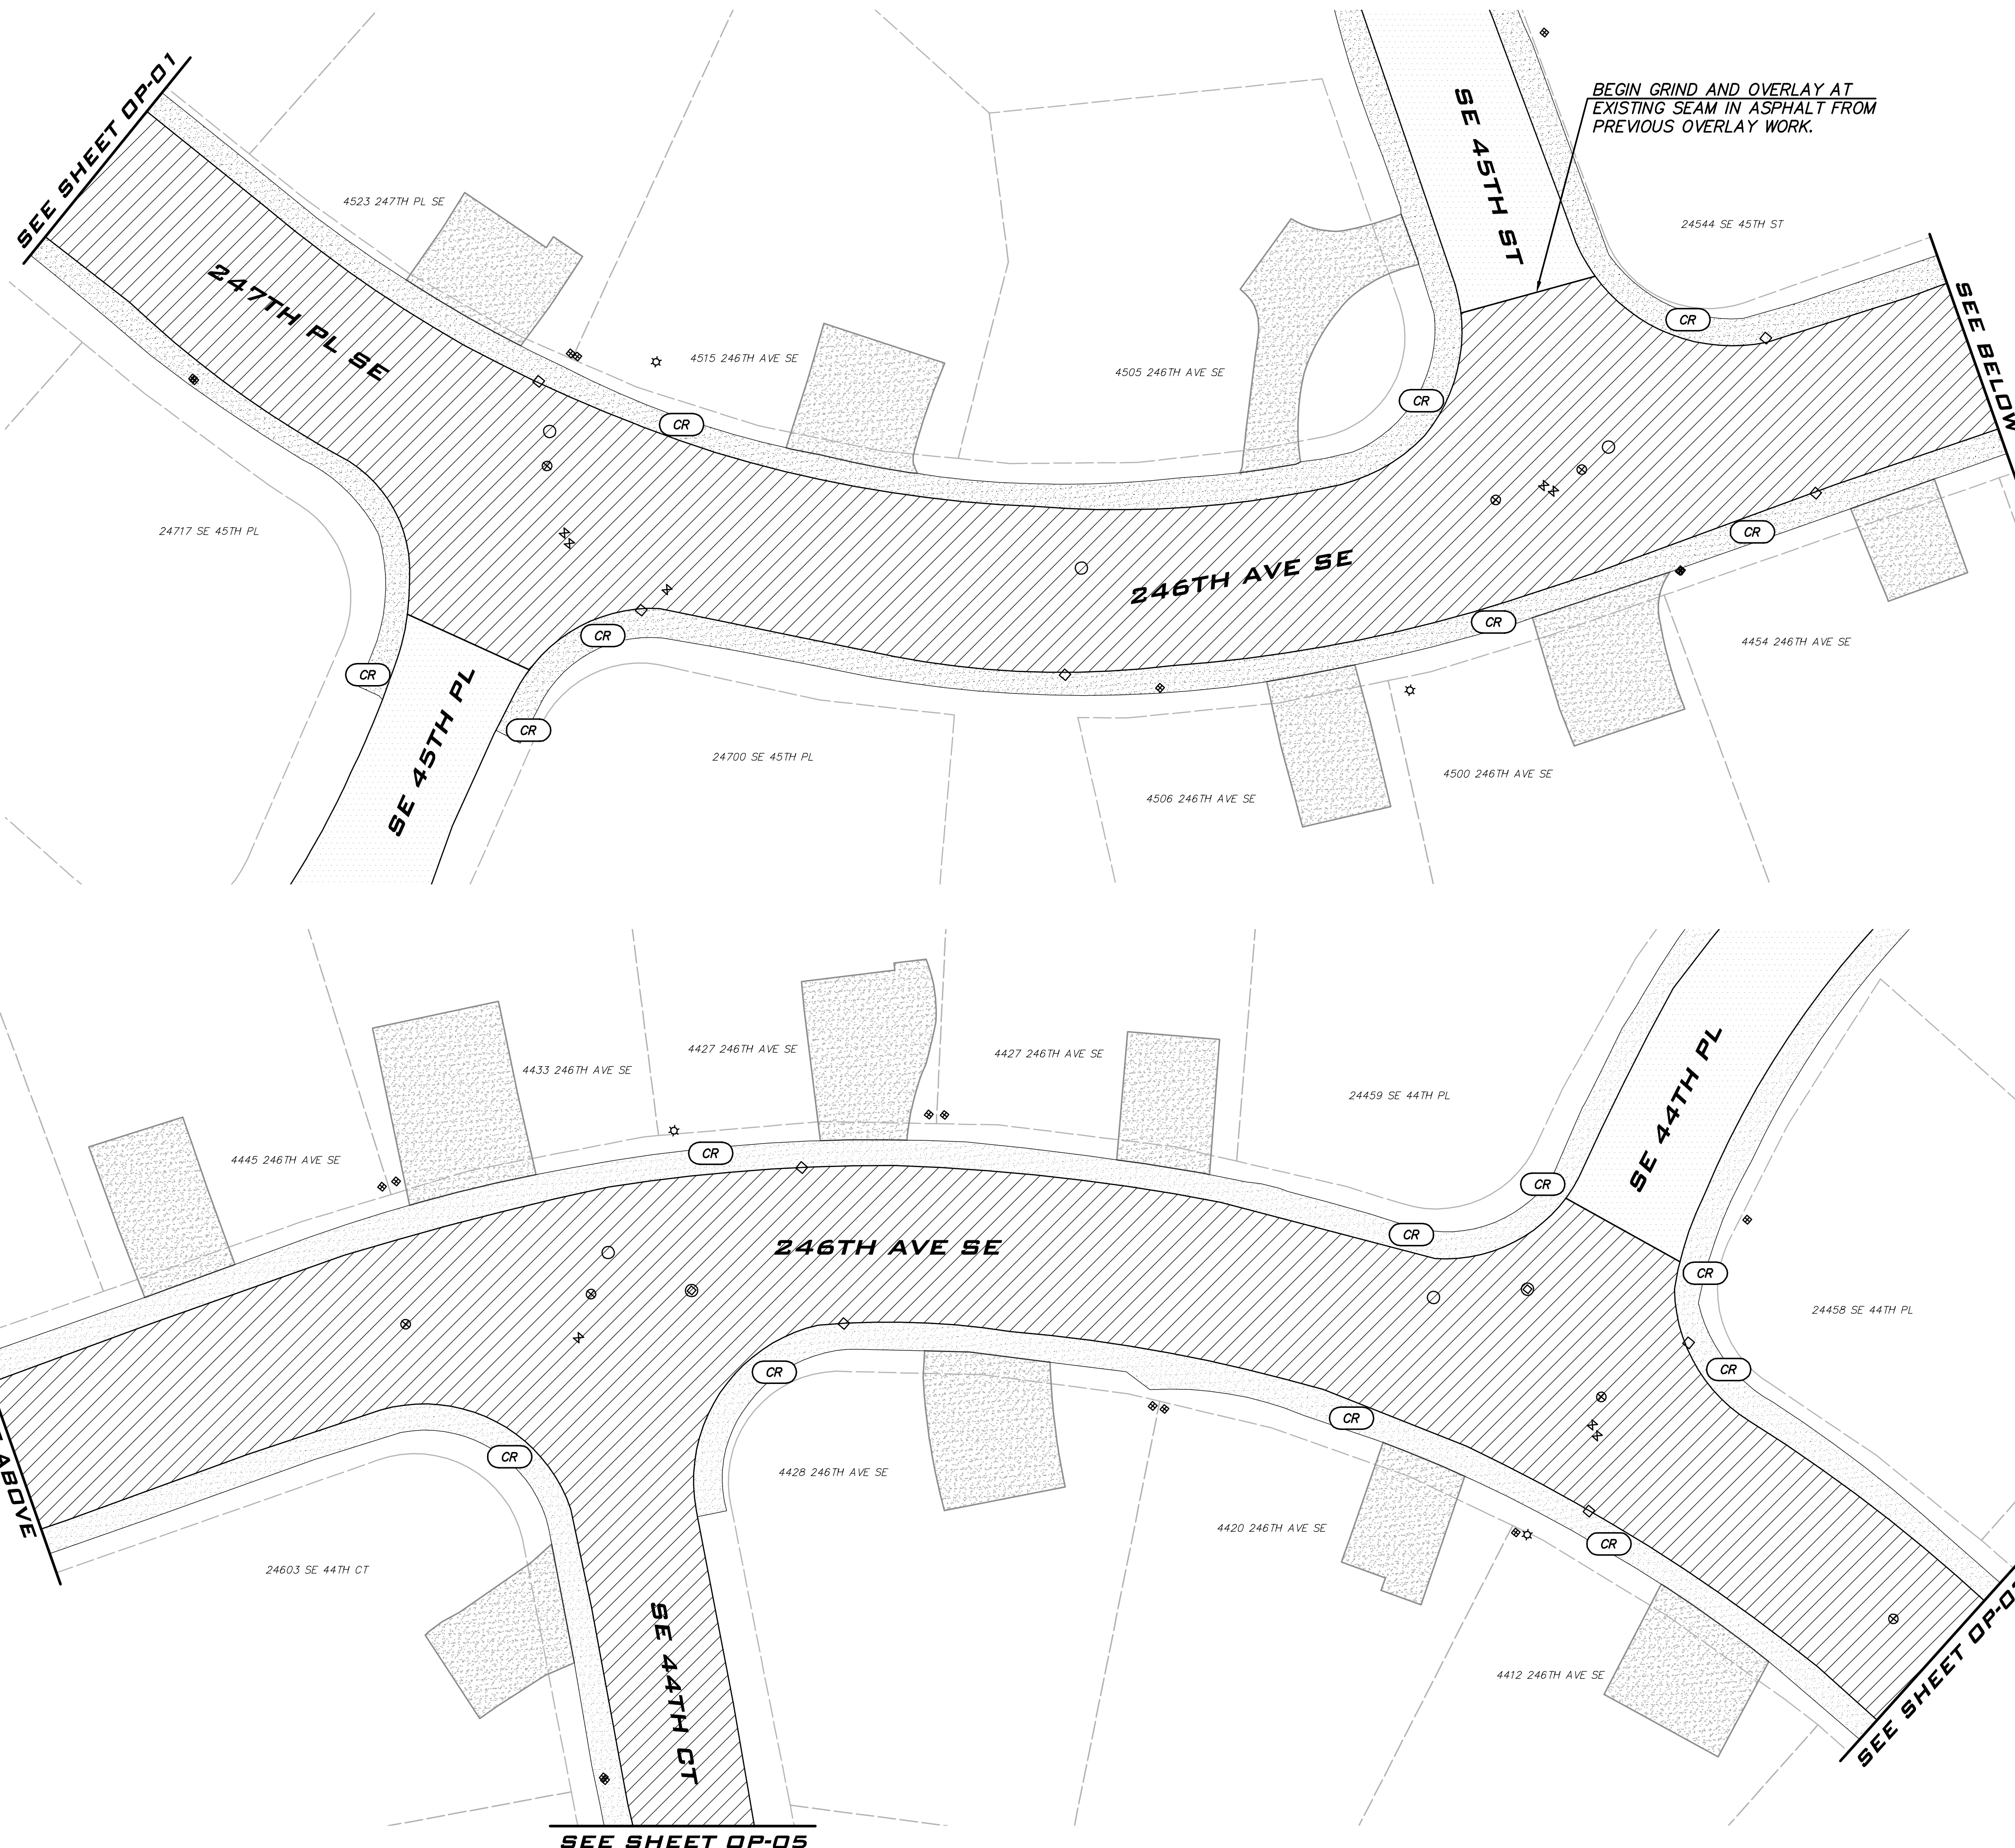 SEE SHEET OP-01
SE 45TH ST
BEGIN GRIND AND OVERLAY AT
EXISTING SEAM IN ASPHALT FROM
PREVIOUS OVERLAY WORK.
4523 247TH PL SE
24544 SE 45TH ST
247TH PL SE
SEE BELOW
CR
4515 246TH AVE SE
4505 246TH AVE SE
CR
CR
24717 SE 45TH PL
CR
246TH AVE SE
CR
CR
4454 246TH AVE SE
CR
CR
SE 45TH PL
24700 SE 45TH PL
4506 246TH AVE SE
4500 246TH AVE SE
4433 246TH AVE SE
4427 246TH AVE SE
4427 246TH AVE SE
24459 SE 44TH PL
SE 44TH PL
4445 246TH AVE SE
CR
CR
CR
246TH AVE SE
CR
24458 SE 44TH PL
CR
CR
CR
CR
ABOVE
4428 246TH AVE SE
4420 246TH AVE SE
CR
24603 SE 44TH CT
SE 44TH CT
4412 246TH AVE SE
SEE SHEET
SEE SHEET OP-05